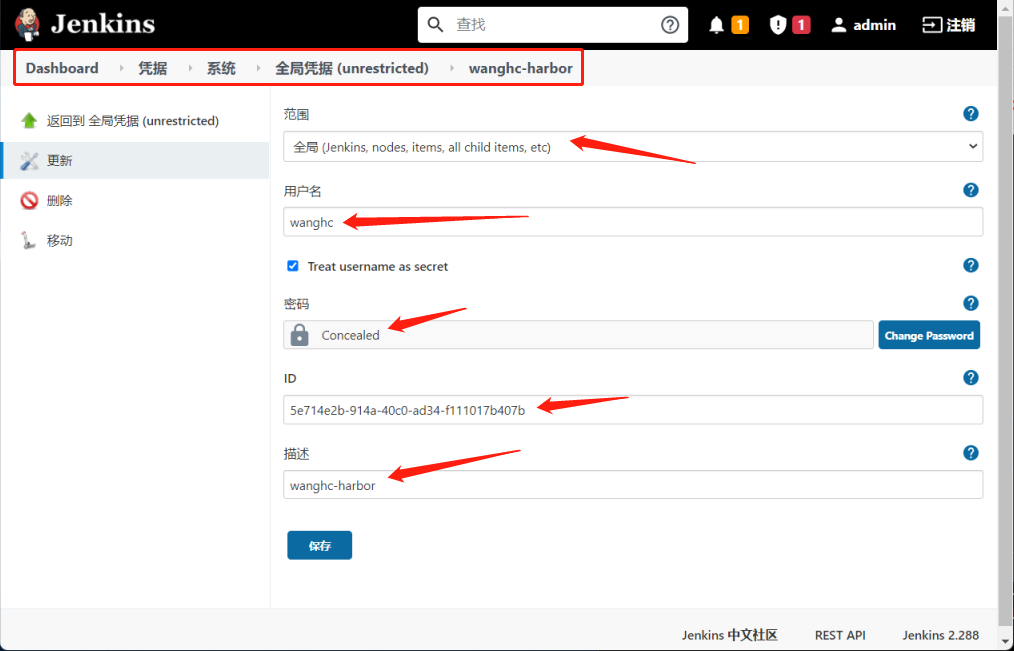 Jenkins 查找 1 1 admin 注销
Dashboard 凭据 系统 全局凭据 (unrestricted) wanghc-harbor
返回到 全局凭据 (unrestricted)
更新
删除
移动
范围
全局 (Jenkins, nodes, items, all child items, etc)
用户名
wanghc
Treat username as secret
密码
Concealed Change Password
ID
5e714e2b-914a-40c0-ad34-f111017b407b
描述
wanghc-harbor
保存
Jenkins 中文社区 REST API Jenkins 2.288